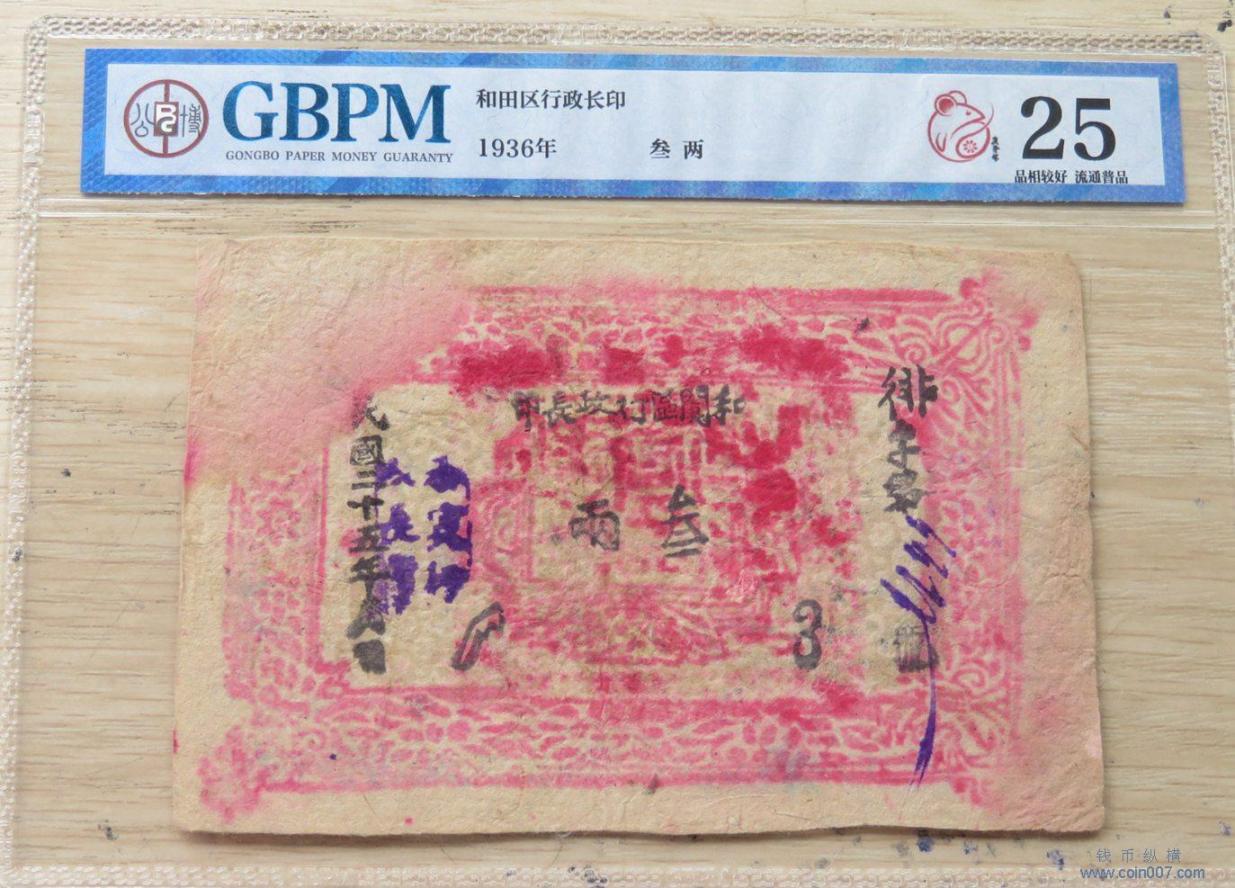 公博
GBPM
GONGBO PAPER MONEY GUARANTY
和田区行政长印
1936年 叁 两
25
品相较好 流通普品
和闐區行政長印
叁兩
民國二十五年
3
钱币纵横
www.coin007.com